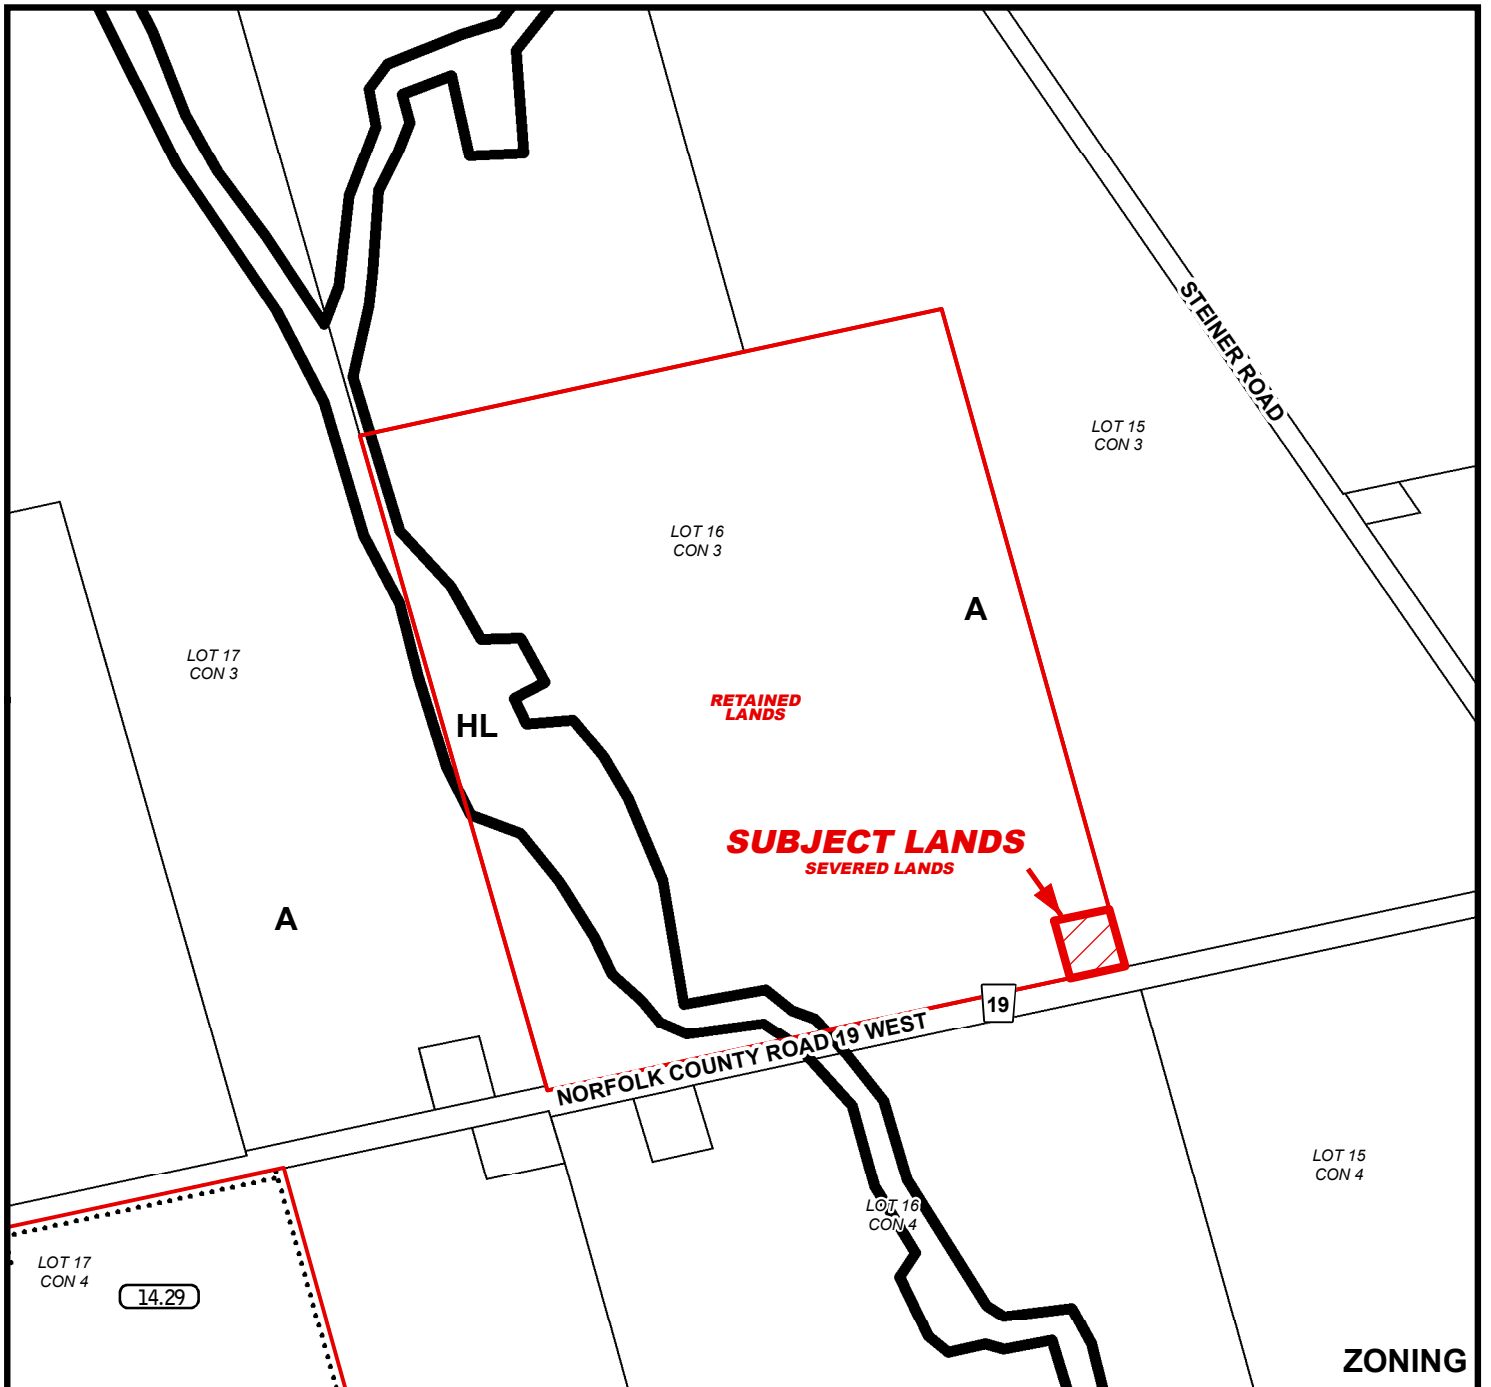 STEINER ROAD
LOT 15
CON 3
LOT 16
CON 3
A
LOT 17
CON 3
RETAINED
LANDS
HL
SUBJECT LANDS
SEVERED LANDS
A
19
NORFOLK COUNTY ROAD 19 WEST
LOT 15
CON 4
LOT 16
CON 4
LOT 17
CON 4
14.29
ZONING